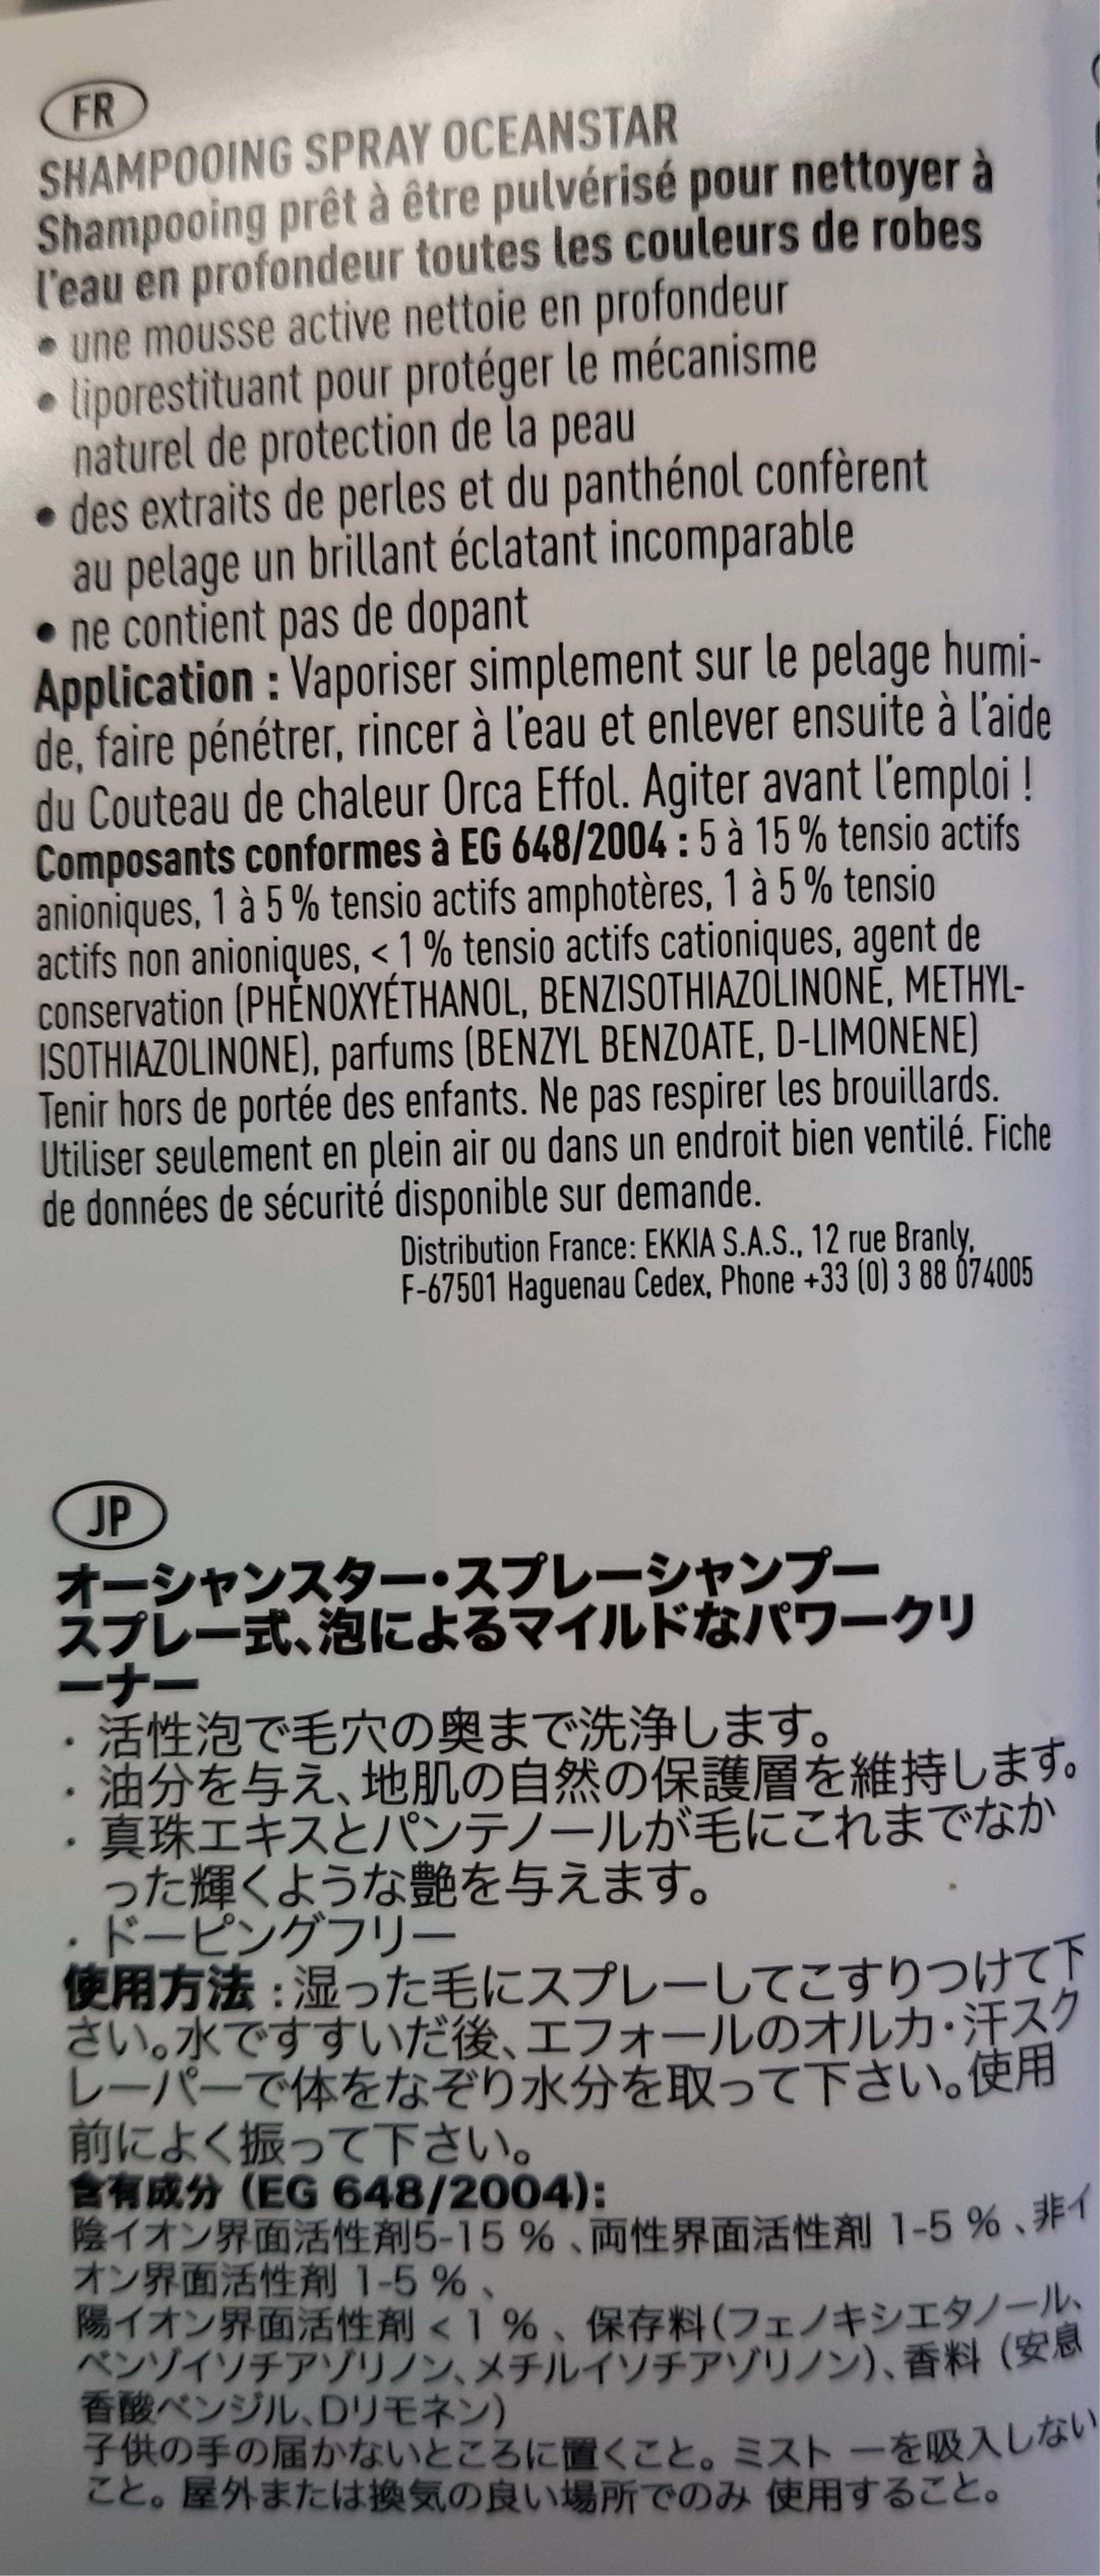 FR
SHAMPOOING SPRAY OCEANSTAR
Shampooing prêt à être pulvérisé pour nettoyer à
l'eau en profondeur toutes les couleurs de robes
• une mousse active nettoie en profondeur
• liporestituant pour protéger le mécanisme
naturel de protection de la peau
• des extraits de perles et du panthénol confèrent
au pelage un brillant éclatant incomparable
• ne contient pas de dopant
Application : Vaporiser simplement sur le pelage humi-
de, faire pénétrer, rincer à l'eau et enlever ensuite à l'aide
du Couteau de chaleur Orca Effol. Agiter avant l'emploi !
Composants conformes à EG 648/2004 : 5 à 15 % tensio actifs
anioniques, 1 à 5 % tensio actifs amphotères, 1 à 5 % tensio
actifs non anioniques, < 1 % tensio actifs cationiques, agent de
conservation (PHÉNOXYÉTHANOL, BENZISOTHIAZOLINONE, METHYL-
ISOTHIAZOLINONE), parfums (BENZYL BENZOATE, D-LIMONENE)
Tenir hors de portée des enfants. Ne pas respirer les brouillards.
Utiliser seulement en plein air ou dans un endroit bien ventilé. Fiche
de données de sécurité disponible sur demande.
Distribution France: EKKIA S.A.S., 12 rue Branly,
F-67501 Haguenau Cedex, Phone +33 (0) 3 88 074005
JP
オーシャンスター・スプレーシャンプー
スプレー式、泡によるマイルドなパワークリ
ーナー
・活性泡で毛穴の奥まで洗浄します。
・油分を与え、地肌の自然の保護層を維持します。
・真珠エキスとパンテノールが毛にこれまでなか
った輝くような艶を与えます。
・ドーピングフリー
使用方法 : 湿った毛にスプレーしてこすりつけて下
さい。水ですすいだ後、エフォールのオルカ・汗スク
レーパーで体をなぞり水分を取って下さい。使用
前によく振って下さい。
含有成分 (EG 648/2004):
陰イオン界面活性剤5-15 % 、両性界面活性剤 1-5 % 、非イ
オン界面活性剤 1-5 % 、
陽イオン界面活性剤 < 1 % 、保存料(フェノキシエタノール、
ベンゾイソチアゾリノン、メチルイソチアゾリノン)、香料 (安息
香酸ベンジル、Dリモネン)
子供の手の届かないところに置くこと。ミスト ーを吸入しない
こと。屋外または換気の良い場所でのみ 使用すること。